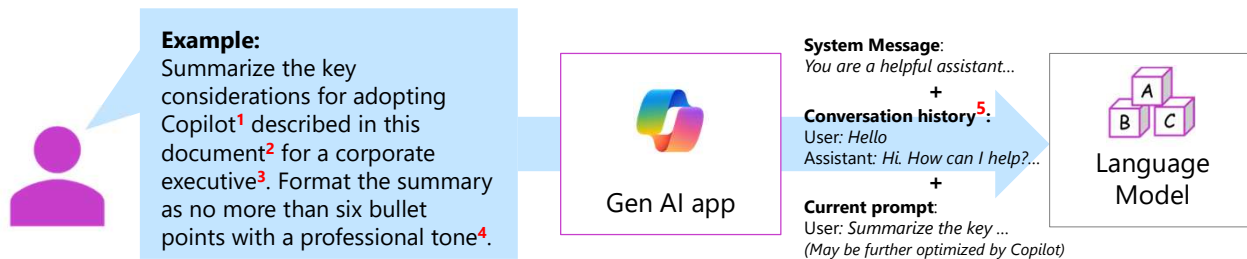 Example:
Summarize the key
considerations for adopting
Copilot1 described in this
document2 for a corporate
executive3. Format the summary
as no more than six bullet
points with a professional tone4.
Gen AI app
System Message:
You are a helpful assistant...
+
Conversation history5:
User: Hello
Assistant: Hi. How can I help?...
+
Current prompt:
User: Summarize the key ...
(May be further optimized by Copilot)
A
B C
Language
Model